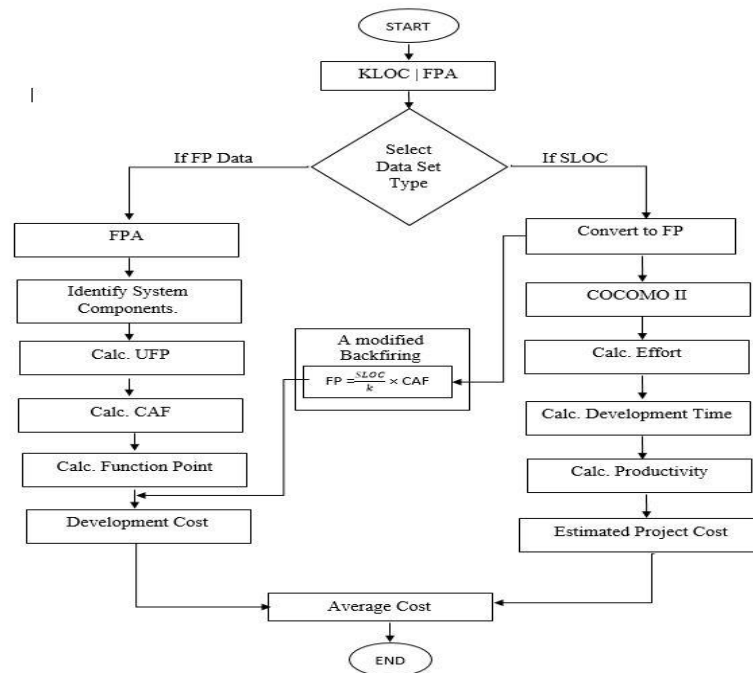 START
KLOC | FPA
Select
Data Set
Type
If FP Data
If SLOC
FPA
Identify System
Components.
Calc. UFP
Calc. CAF
Calc. Function Point
Development Cost
A modified
Backfiring
FP = SLOC/k × CAF
Convert to FP
COCOMO II
Calc. Effort
Calc. Development Time
Calc. Productivity
Estimated Project Cost
Average Cost
END